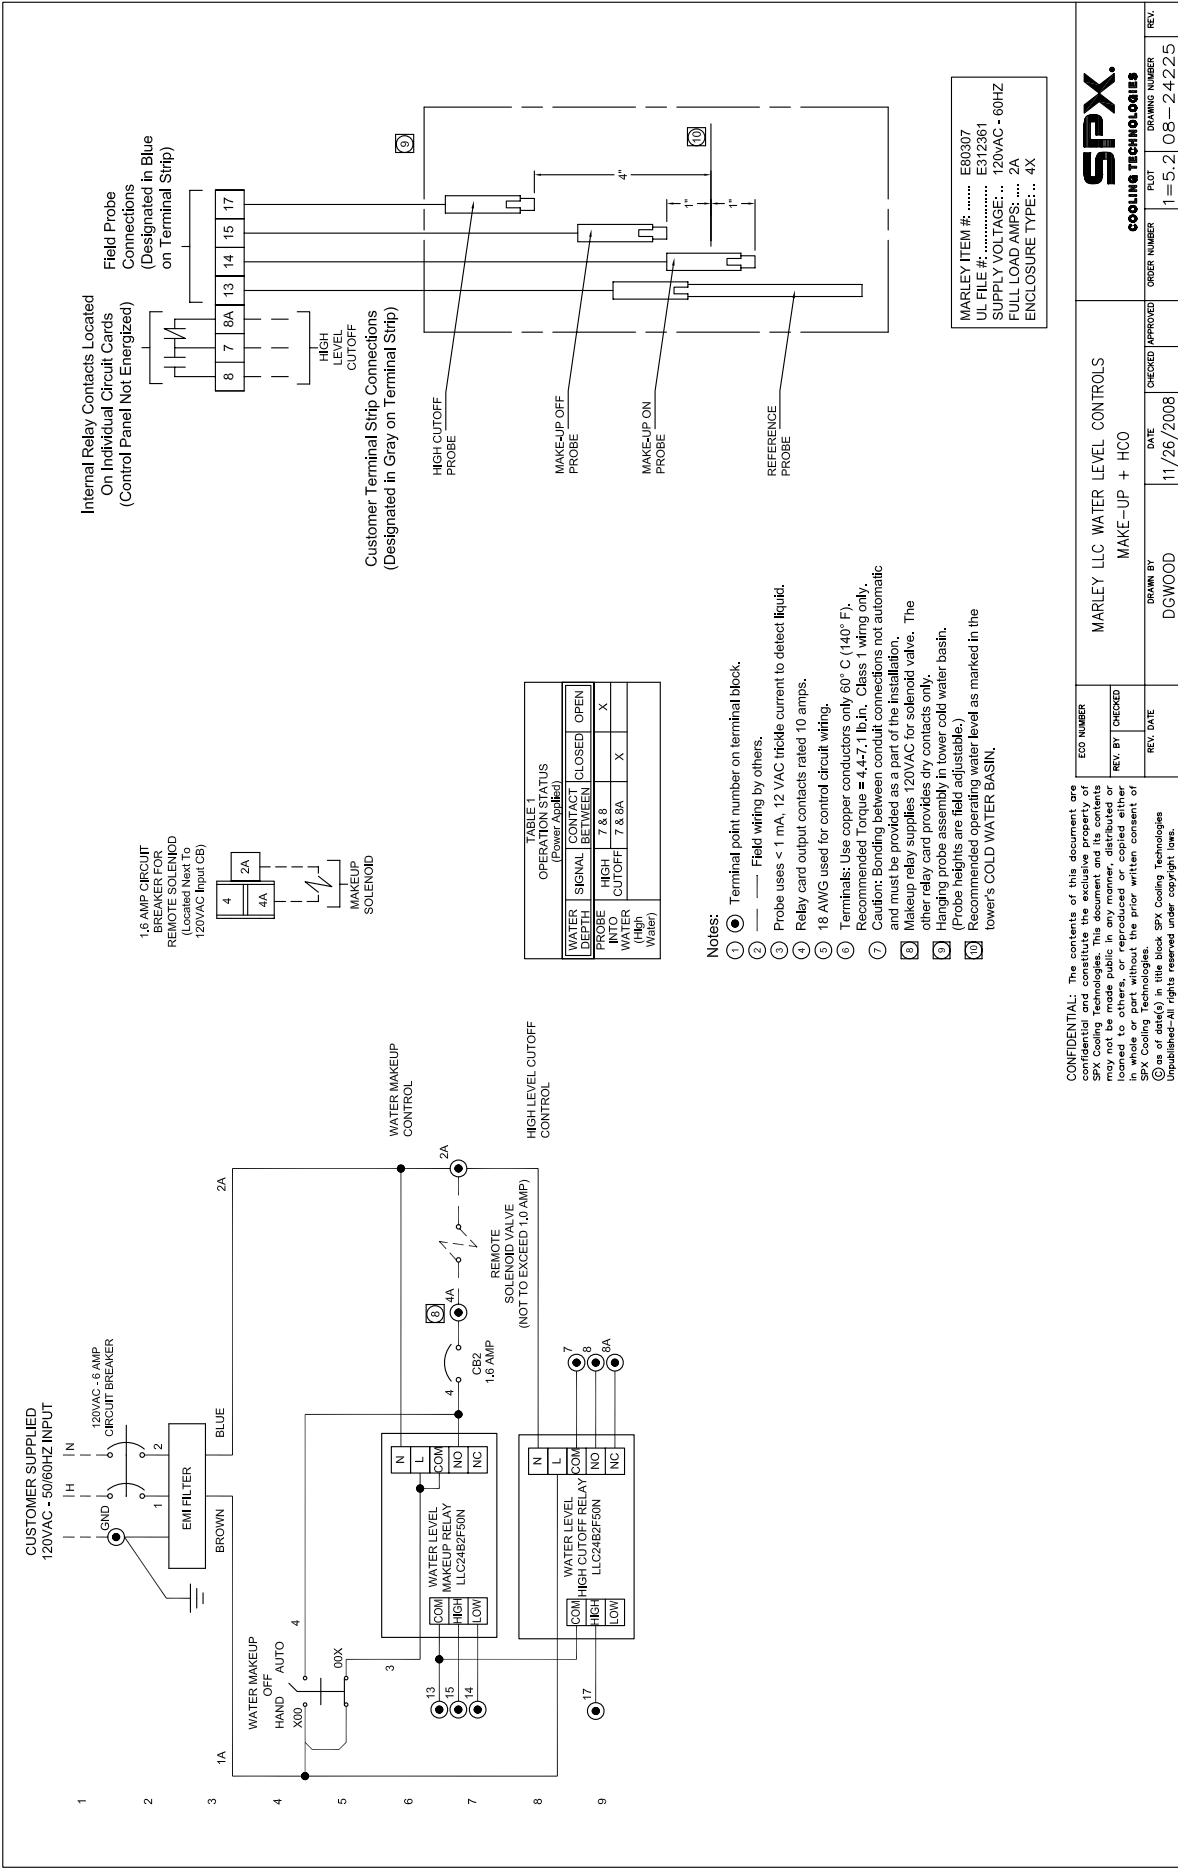 CUSTOMER SUPPLIED
120VAC - 50/60HZ INPUT
GND
H
N
120VAC - 6 AMP
CIRCUIT BREAKER
1
2
EMI FILTER
BROWN
BLUE
1A
2A
1
2
3
4
5
6
7
8
9
WATER MAKEUP
OFF
HAND
AUTO
X00
00X
4
3
WATER MAKEUP
CONTROL
WATER LEVEL
MAKEUP RELAY
LLC24B2F50N
COM
HIGH
LOW
N
L
COM
NO
NC
13
15
14
4
CB2
1.6 AMP
8
4A
2A
REMOTE
SOLENOID VALVE
(NOT TO EXCEED 1.0 AMP)
HIGH LEVEL CUTOFF
CONTROL
WATER LEVEL
HIGH CUTOFF RELAY
LLC24B2F50N
COM
HIGH
LOW
N
L
COM
NO
NC
17
7
8
8A
1.6 AMP CIRCUIT
BREAKER FOR
REMOTE SOLENIOD
(Located Next To
120VAC Input CB)
4
4A
2A
MAKEUP
SOLENOID
TABLE 1
OPERATION STATUS
(Power Applied)
WATER DEPTH
SIGNAL
CONTACT BETWEEN
CLOSED
OPEN
PROBE
INTO
WATER
(High
Water)
HIGH
CUTOFF
7 & 8
X
7 & 8A
X
Notes:
1 Terminal point number on terminal block.
2 Field wiring by others.
3 Probe uses < 1 mA, 12 VAC trickle current to detect liquid.
4 Relay card output contacts rated 10 amps.
5 18 AWG used for control circuit wiring.
6 Terminals: Use copper conductors only 60° C (140° F).
Recommended Torque = 4.4-7.1 lb.in. Class 1 wirng only.
7 Caution: Bonding between conduit connections not automatic
and must be provided as a part of the installation.
8 Makeup relay supplies 120VAC for solenoid valve. The
other relay card provides dry contacts only.
9 Hanging probe assembly in tower cold water basin.
(Probe heights are field adjustable.)
10 Recommended operating water level as marked in the
tower's COLD WATER BASIN.
Internal Relay Contacts Located
On Individual Circuit Cards
(Control Panel Not Energized)
Field Probe
Connections
(Designated in Blue
on Terminal Strip)
8
7
8A
13
14
15
17
HIGH
LEVEL
CUTOFF
Customer Terminal Strip Connections
(Designated in Gray on Terminal Strip)
9
HIGH CUTOFF
PROBE
MAKE-UP OFF
PROBE
MAKE-UP ON
PROBE
REFERENCE
PROBE
4"
1"
1"
10
MARLEY ITEM #: ....... E80307
UL FILE #: .............. E312361
SUPPLY VOLTAGE: .. 120vAC - 60HZ
FULL LOAD AMPS: .... 2A
ENCLOSURE TYPE: .. 4X
CONFIDENTIAL: The contents of this document are
confidential and constitute the exclusive property of
SPX Cooling Technologies. This document and its contents
may not be made public in any manner, distributed or
loaned to others, or reproduced or copied either
in whole or part without the prior written consent of
SPX Cooling Technologies.
© as of date(s) in title block SPX Cooling Technologies
Unpublished—All rights reserved under copyright laws.
ECO NUMBER
REV. BY
CHECKED
REV. DATE
MARLEY LLC WATER LEVEL CONTROLS
MAKE-UP + HCO
DRAWN BY
DGWOOD
DATE
11/26/2008
CHECKED
APPROVED
SPX.
COOLING TECHNOLOGIES
ORDER NUMBER
PLOT
1=5.2
DRAWING NUMBER
08-24225
REV.